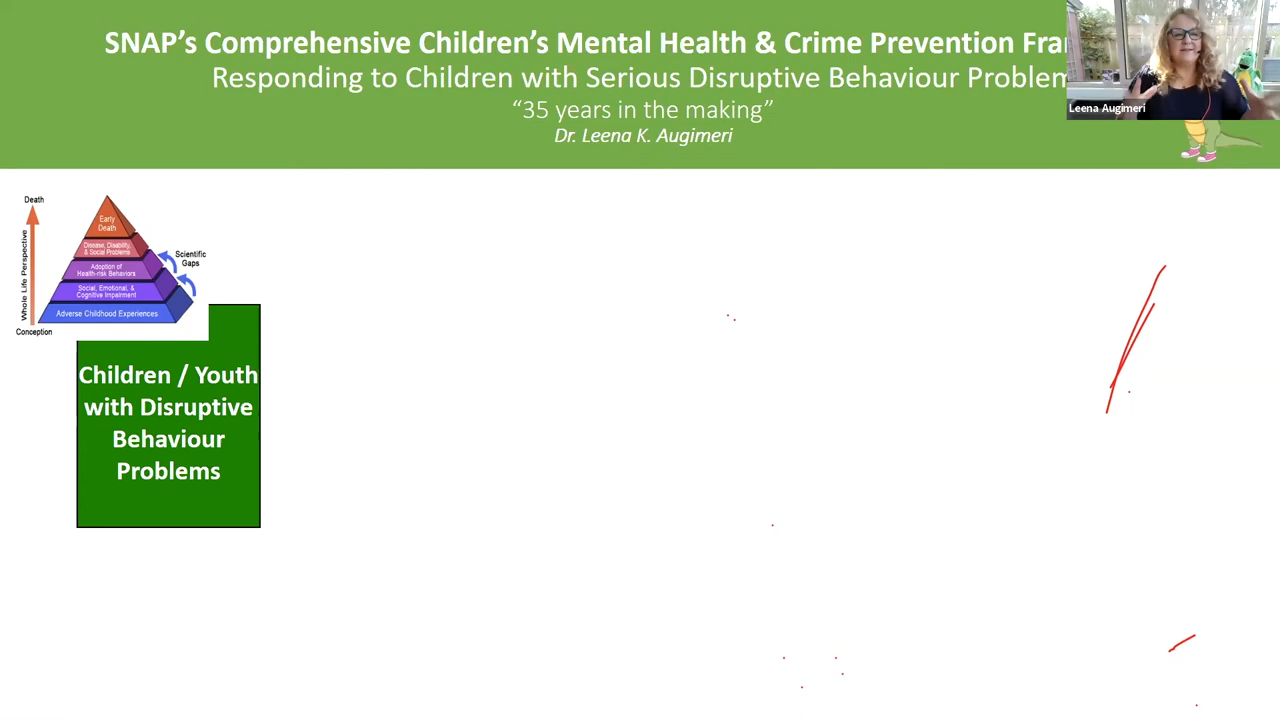 SNAP's Comprehensive Children's Mental Health & Crime Prevention
Responding to Children with Serious Disruptive Behaviour
"35 years in the making"
Dr. Leena K. Augimeri
Leena Augimeri
Death
Whole Life Perspective
Conception
Early
Death
Disease, Disability,
& Social Problems
Adoption of
Health-risk Behaviors
Social, Emotional, &
Cognitive Impairment
Adverse Childhood Experiences
Scientific
Gaps
Children / Youth
with Disruptive
Behaviour
Problems